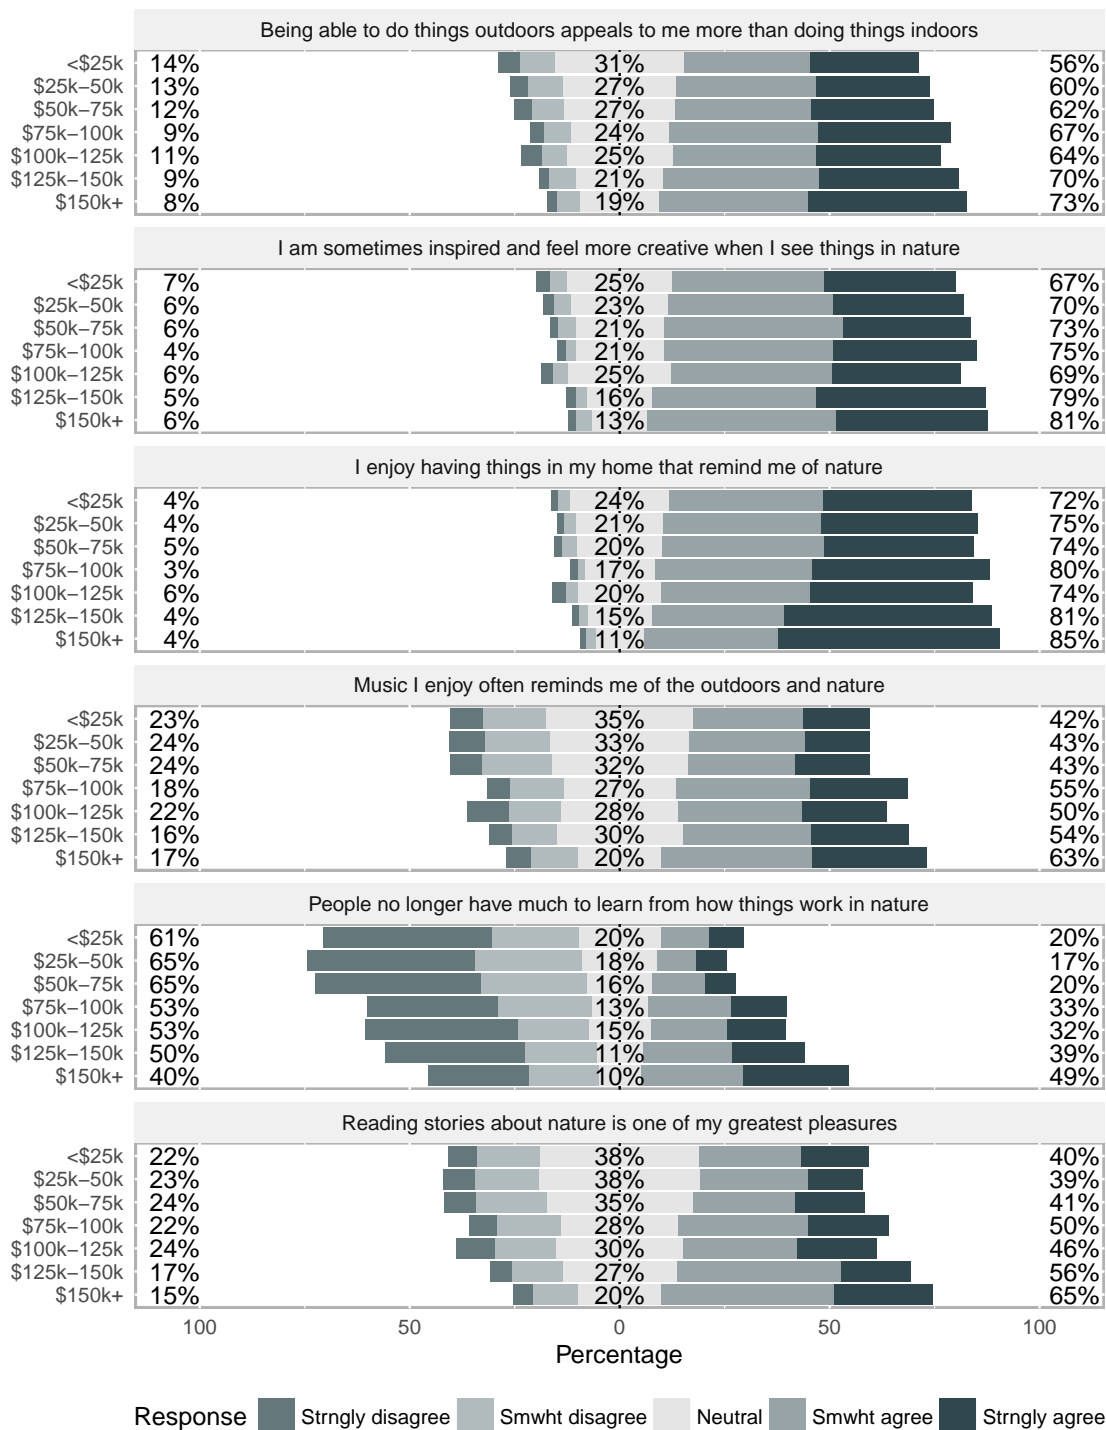 Being able to do things outdoors appeals to me more than doing things indoors
<$25k 14% 31% 56%
$25k−50k 13% 27% 60%
$50k−75k 12% 27% 62%
$75k−100k 9% 24% 67%
$100k−125k 11% 25% 64%
$125k−150k 9% 21% 70%
$150k+ 8% 19% 73%
I am sometimes inspired and feel more creative when I see things in nature
<$25k 7% 25% 67%
$25k−50k 6% 23% 70%
$50k−75k 6% 21% 73%
$75k−100k 4% 21% 75%
$100k−125k 6% 25% 69%
$125k−150k 5% 16% 79%
$150k+ 6% 13% 81%
I enjoy having things in my home that remind me of nature
<$25k 4% 24% 72%
$25k−50k 4% 21% 75%
$50k−75k 5% 20% 74%
$75k−100k 3% 17% 80%
$100k−125k 6% 20% 74%
$125k−150k 4% 15% 81%
$150k+ 4% 11% 85%
Music I enjoy often reminds me of the outdoors and nature
<$25k 23% 35% 42%
$25k−50k 24% 33% 43%
$50k−75k 24% 32% 43%
$75k−100k 18% 27% 55%
$100k−125k 22% 28% 50%
$125k−150k 16% 30% 54%
$150k+ 17% 20% 63%
People no longer have much to learn from how things work in nature
<$25k 61% 20% 20%
$25k−50k 65% 18% 17%
$50k−75k 65% 16% 20%
$75k−100k 53% 13% 33%
$100k−125k 53% 15% 32%
$125k−150k 50% 11% 39%
$150k+ 40% 10% 49%
Reading stories about nature is one of my greatest pleasures
<$25k 22% 38% 40%
$25k−50k 23% 38% 39%
$50k−75k 24% 35% 41%
$75k−100k 22% 28% 50%
$100k−125k 24% 30% 46%
$125k−150k 17% 27% 56%
$150k+ 15% 20% 65%
100 50 0 50 100
Percentage
Response Strngly disagree Smwht disagree Neutral Smwht agree Strngly agree